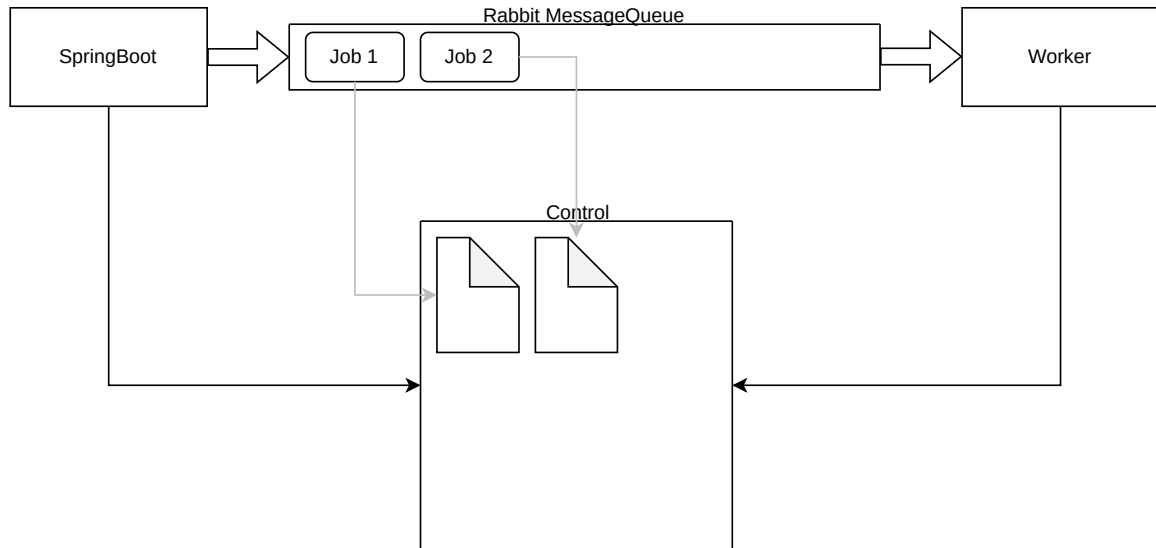 Rabbit MessageQueue
SpringBoot
Job 1
Job 2
Worker
Control